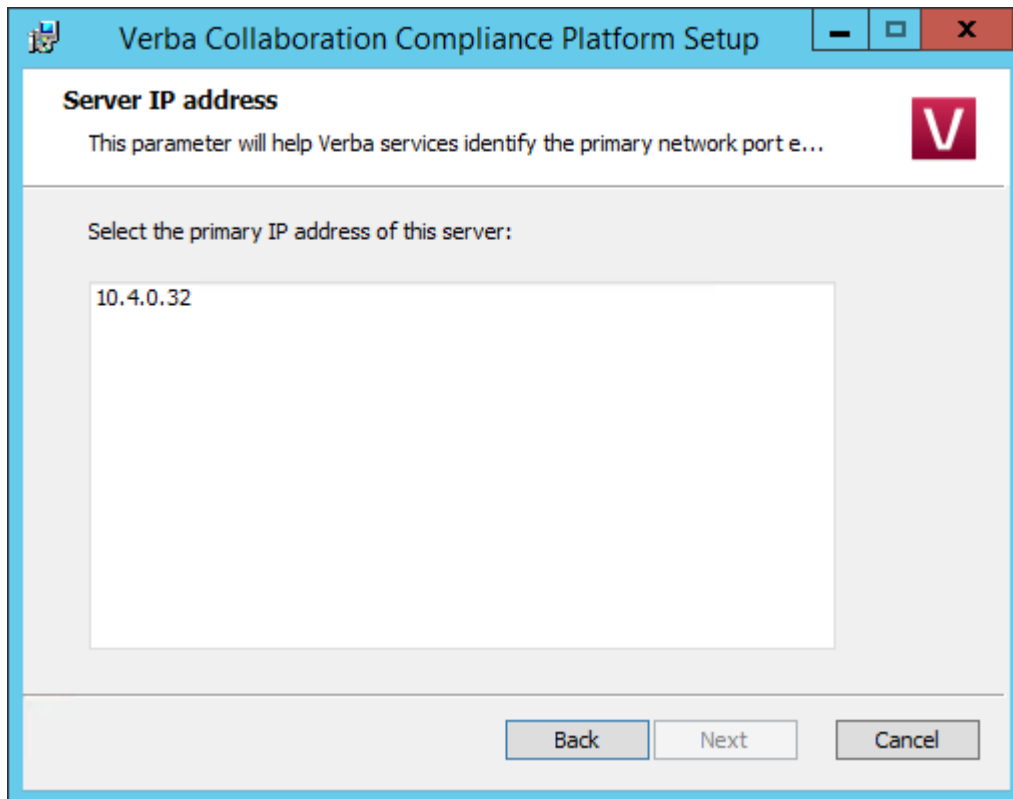 Verba Collaboration Compliance Platform Setup
Server IP address
This parameter will help Verba services identify the primary network port e...
V
Select the primary IP address of this server:
10.4.0.32
Back
Next
Cancel